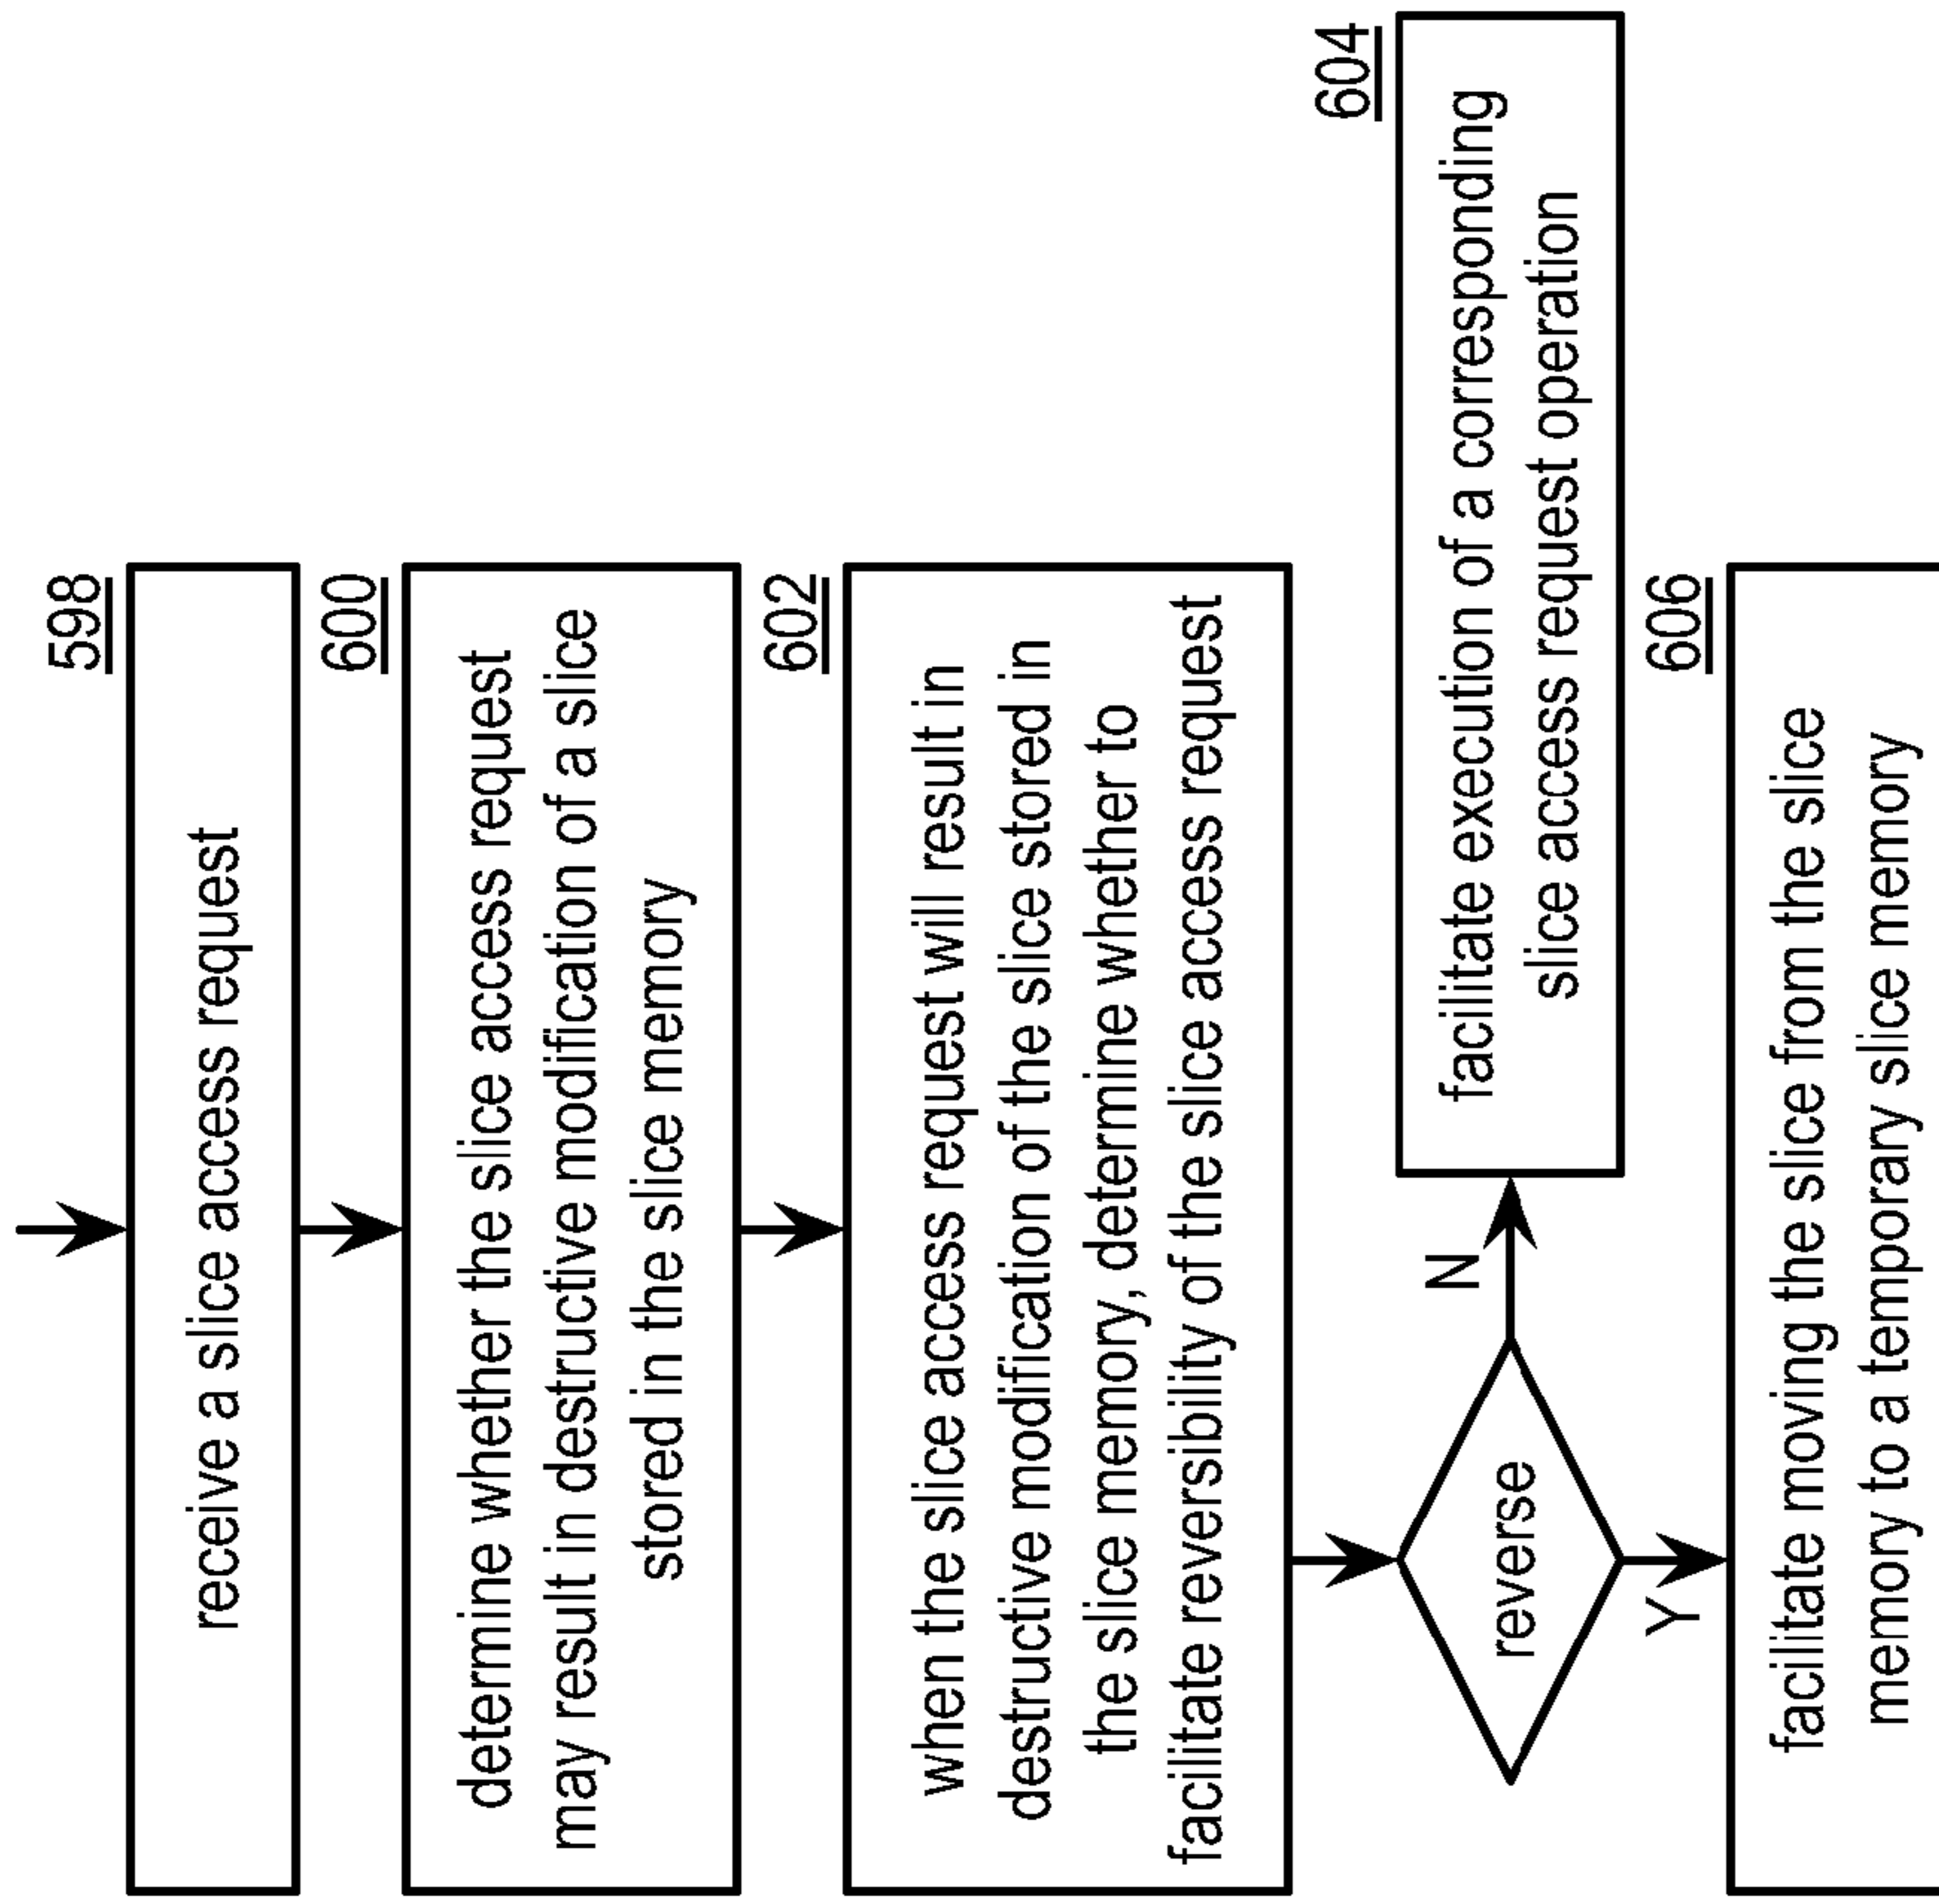 598
receive a slice access request
600
determine whether the slice access request
may result in destructive modification of a slice
stored in the slice memory
602
when the slice access request will result in
destructive modification of the slice stored in
the slice memory, determine whether to
facilitate reversibility of the slice access request
reverse
N
604
facilitate execution of a corresponding
slice access request operation
Y
606
facilitate moving the slice from the slice
memory to a temporary slice memory